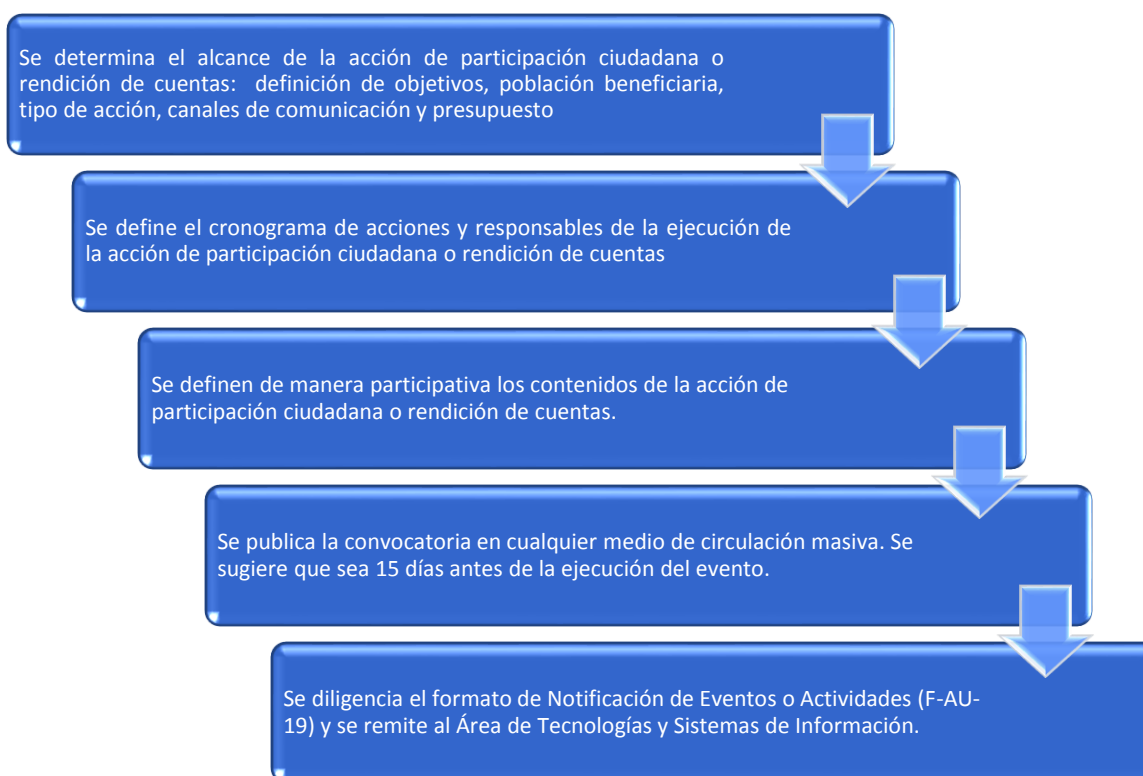 Se determina el alcance de la acción de participación ciudadana o
rendición de cuentas: definición de objetivos, población beneficiaria,
tipo de acción, canales de comunicación y presupuesto
Se define el cronograma de acciones y responsables de la ejecución de
la acción de participación ciudadana o rendición de cuentas
Se definen de manera participativa los contenidos de la acción de
participación ciudadana o rendición de cuentas.
Se publica la convocatoria en cualquier medio de circulación masiva. Se
sugiere que sea 15 días antes de la ejecución del evento.
Se diligencia el formato de Notificación de Eventos o Actividades (F-AU-
19) y se remite al Área de Tecnologías y Sistemas de Información.